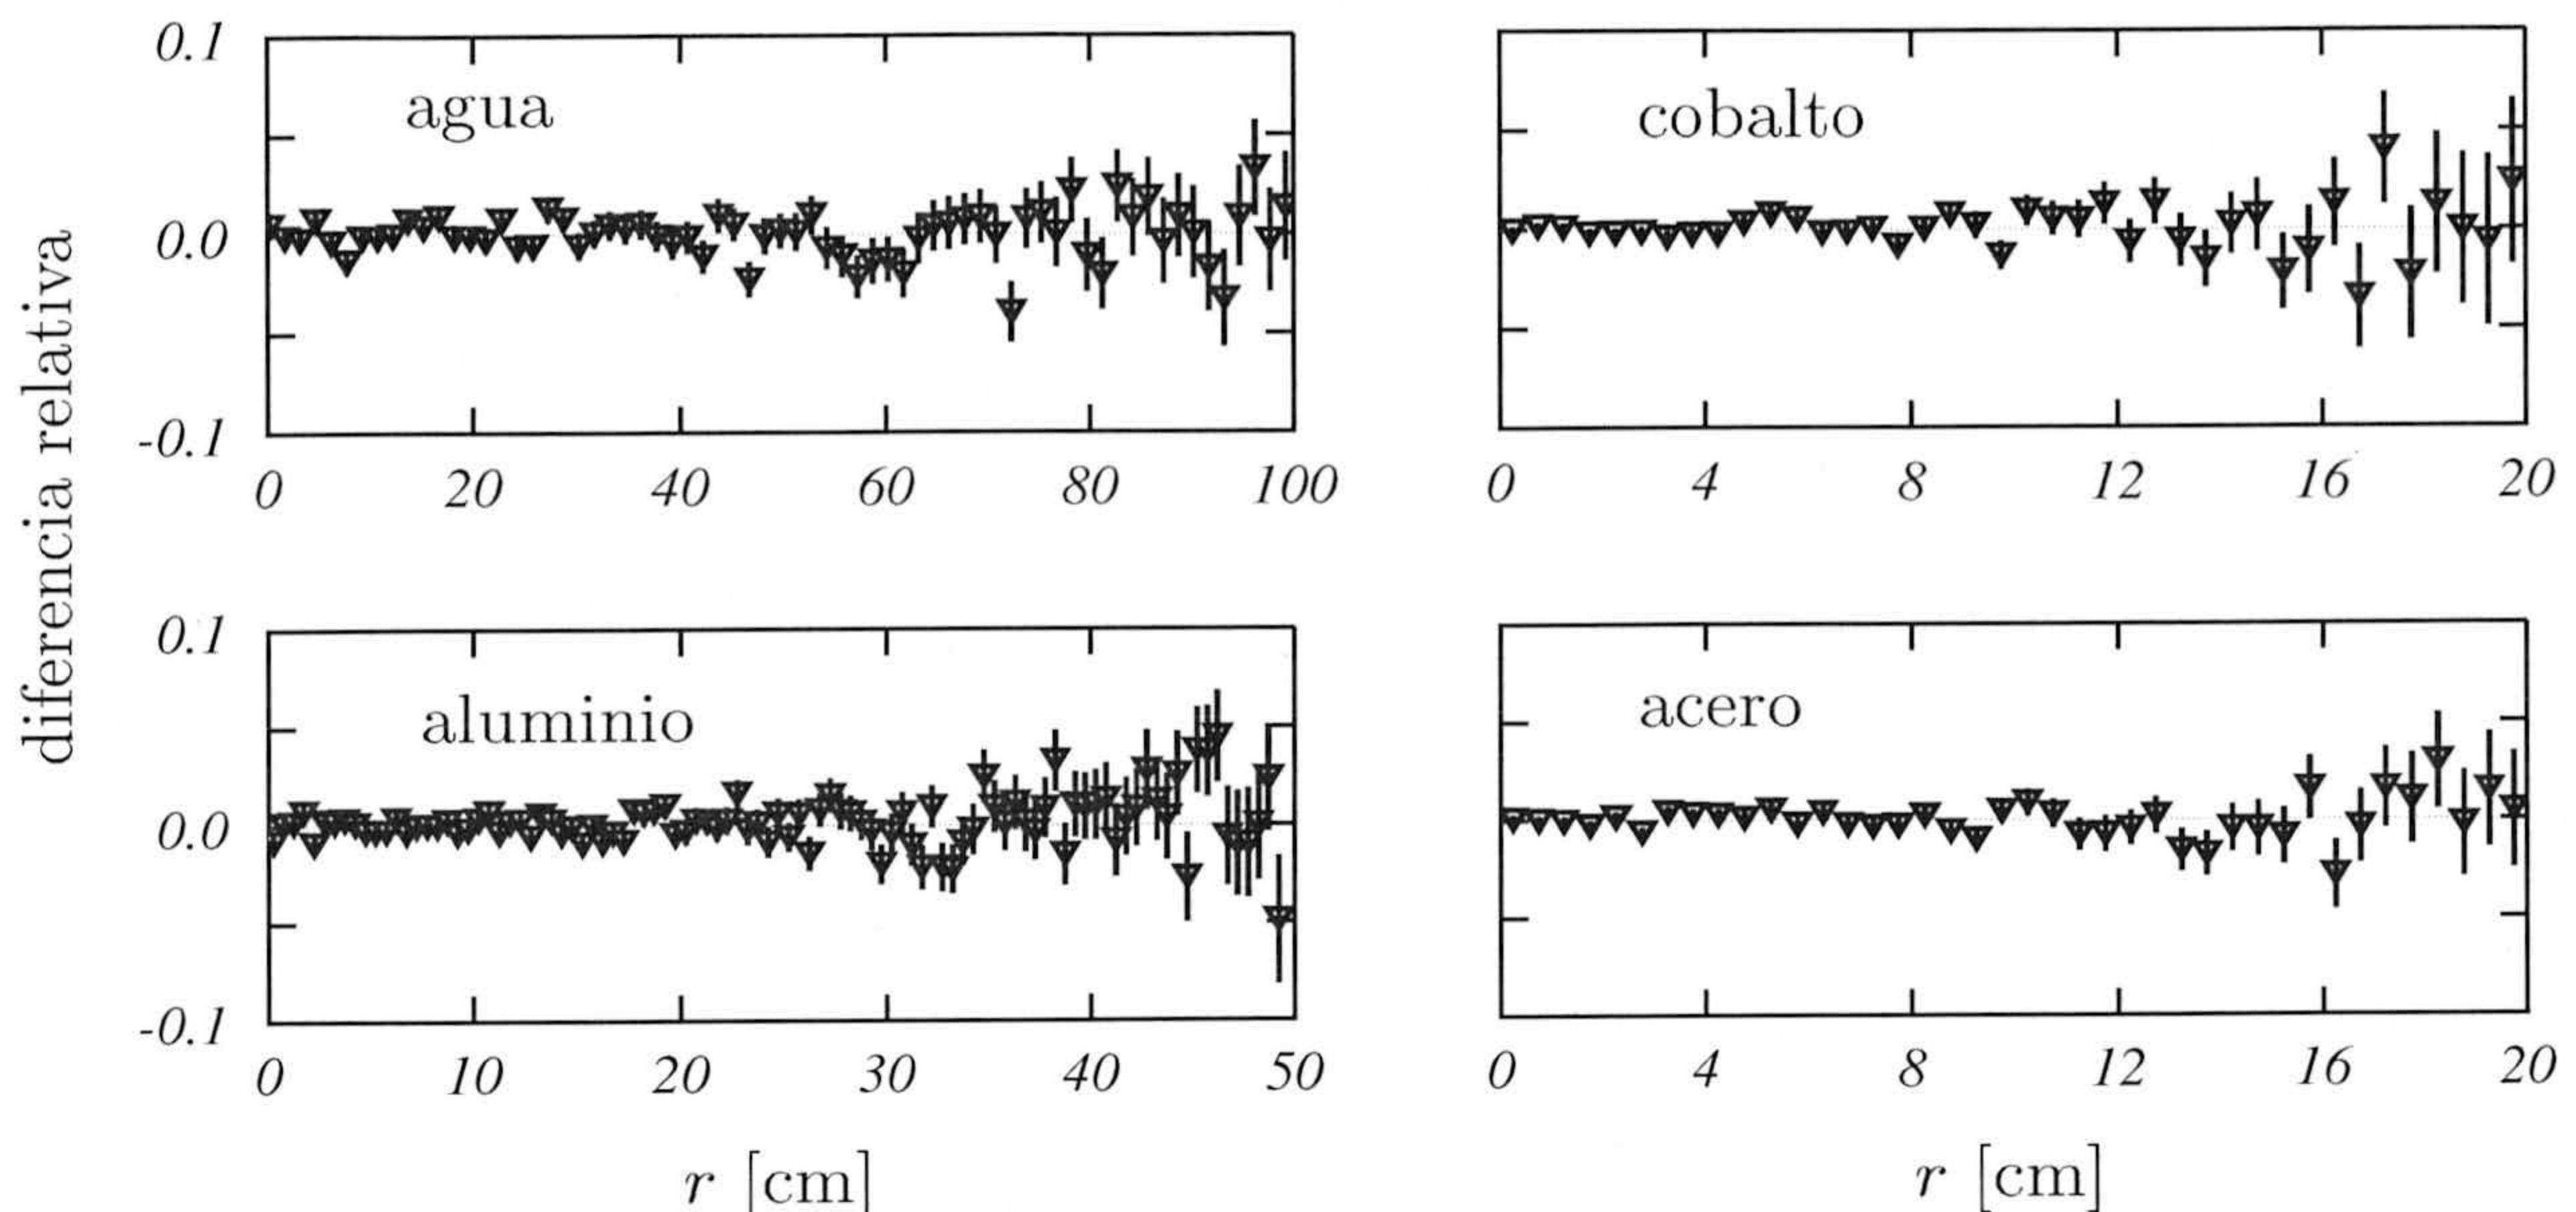 diferencia relativa
0.1
0.0
-0.1
agua
0 20 40 60 80 100
cobalto
0 4 8 12 16 20
0.1
0.0
-0.1
aluminio
0 10 20 30 40 50
r [cm]
acero
0 4 8 12 16 20
r [cm]